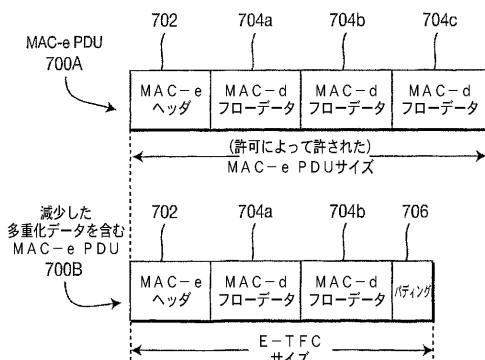 702
704a
704b
704c
MAC-e PDU
700A
MAC-e
ヘッダ
MAC-d
フローデータ
MAC-d
フローデータ
MAC-d
フローデータ
(許可によって許された)
MAC-e PDUサイズ
減少した
多重化データを含む
MAC-e PDU
700B
702
704a
704b
706
MAC-e
ヘッダ
MAC-d
フローデータ
MAC-d
フローデータ
パディング
E-TFC
サイズ